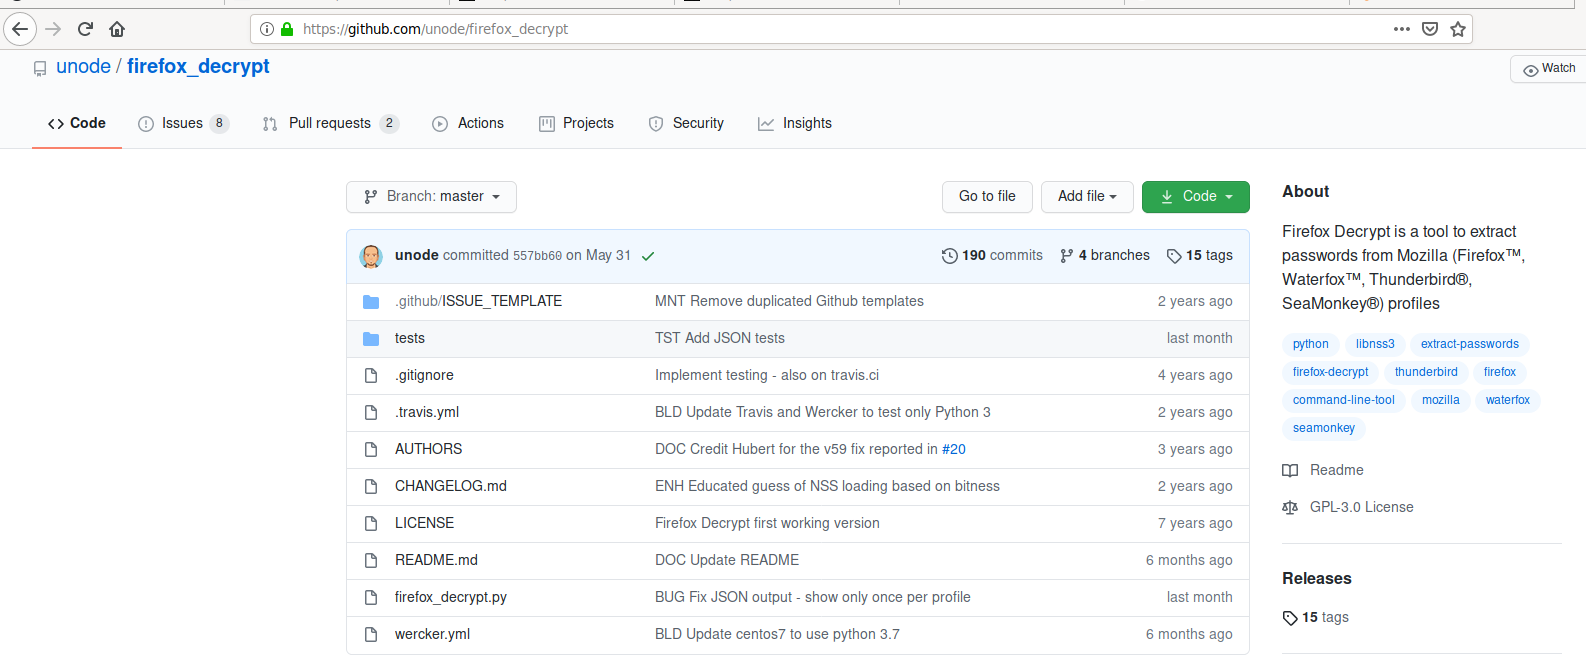 https://github.com/unode/firefox_decrypt
unode / firefox_decrypt
Watch
Code Issues 8 Pull requests 2 Actions Projects Security Insights
Branch: master Go to file Add file Code
unode committed 557bb60 on May 31 190 commits 4 branches 15 tags
.github/ISSUE_TEMPLATE MNT Remove duplicated Github templates 2 years ago
tests TST Add JSON tests last month
.gitignore Implement testing - also on travis.ci 4 years ago
.travis.yml BLD Update Travis and Wercker to test only Python 3 2 years ago
AUTHORS DOC Credit Hubert for the v59 fix reported in #20 3 years ago
CHANGELOG.md ENH Educated guess of NSS loading based on bitness 2 years ago
LICENSE Firefox Decrypt first working version 7 years ago
README.md DOC Update README 6 months ago
firefox_decrypt.py BUG Fix JSON output - show only once per profile last month
wercker.yml BLD Update centos7 to use python 3.7 6 months ago
About
Firefox Decrypt is a tool to extract
passwords from Mozilla (Firefox™,
Waterfox™, Thunderbird®,
SeaMonkey®) profiles
python libnss3 extract-passwords
firefox-decrypt thunderbird firefox
command-line-tool mozilla waterfox
seamonkey
Readme
GPL-3.0 License
Releases
15 tags